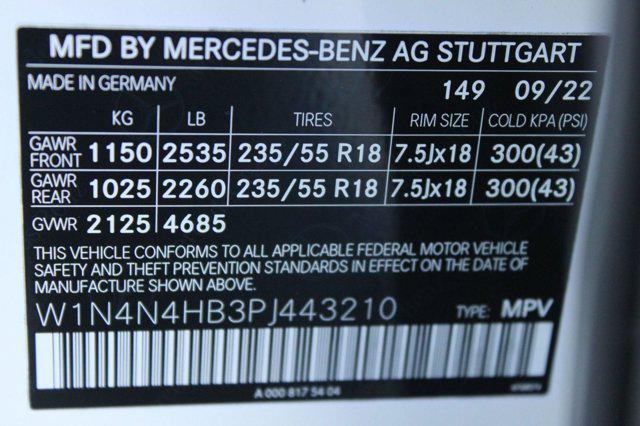 MFD BY MERCEDES-BENZ AG STUTTGART
MADE IN GERMANY 149 09/22
KG LB TIRES RIM SIZE COLD KPA(PSI)
GAWR FRONT 1150 2535 235/55 R18 7.5Jx18 300(43)
GAWR REAR 1025 2260 235/55 R18 7.5Jx18 300(43)
GVWR 2125 4685
THIS VEHICLE CONFORMS TO ALL APPLICABLE FEDERAL MOTOR VEHICLE
SAFETY AND THEFT PREVENTION STANDARDS IN EFFECT ON THE DATE OF
MANUFACTURE SHOWN ABOVE.
W1N4N4HB3PJ443210 TYPE: MPV
A 000 817 54 04